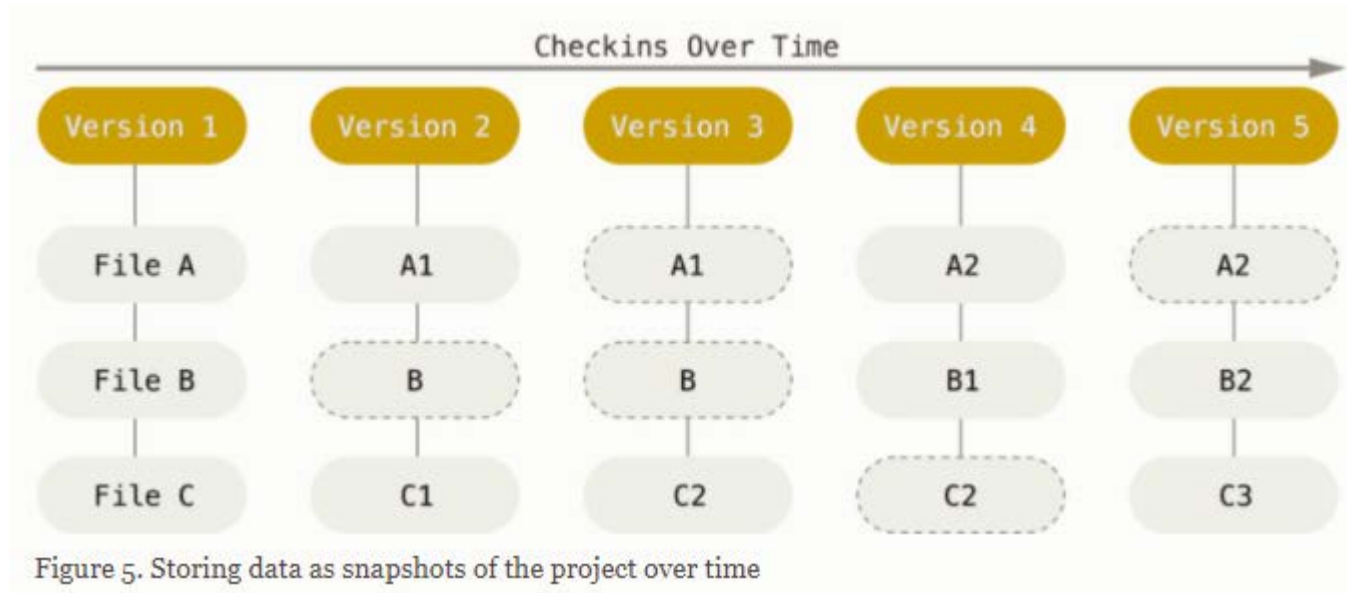 Checkins Over Time
Version 1 Version 2 Version 3 Version 4 Version 5
File A A1 A1 A2 A2
File B B B B1 B2
File C C1 C2 C2 C3
Figure 5. Storing data as snapshots of the project over time